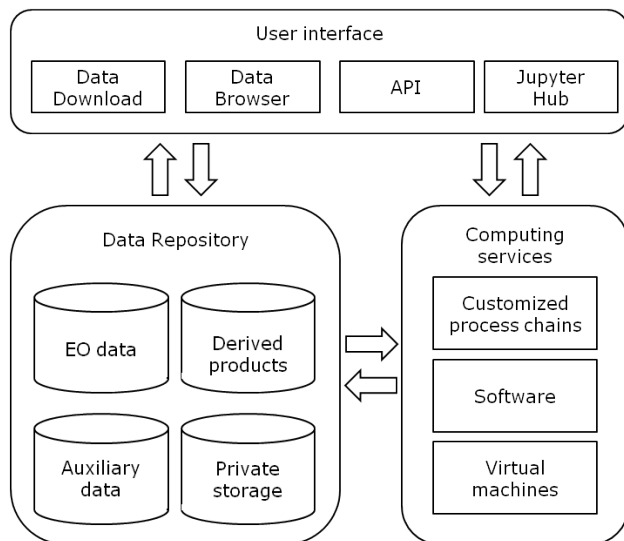 User interface
Data
Download
Data
Browser
API
Jupyter
Hub
Data Repository
EO data
Derived
products
Auxiliary
data
Private
storage
Computing
services
Customized
process chains
Software
Virtual
machines